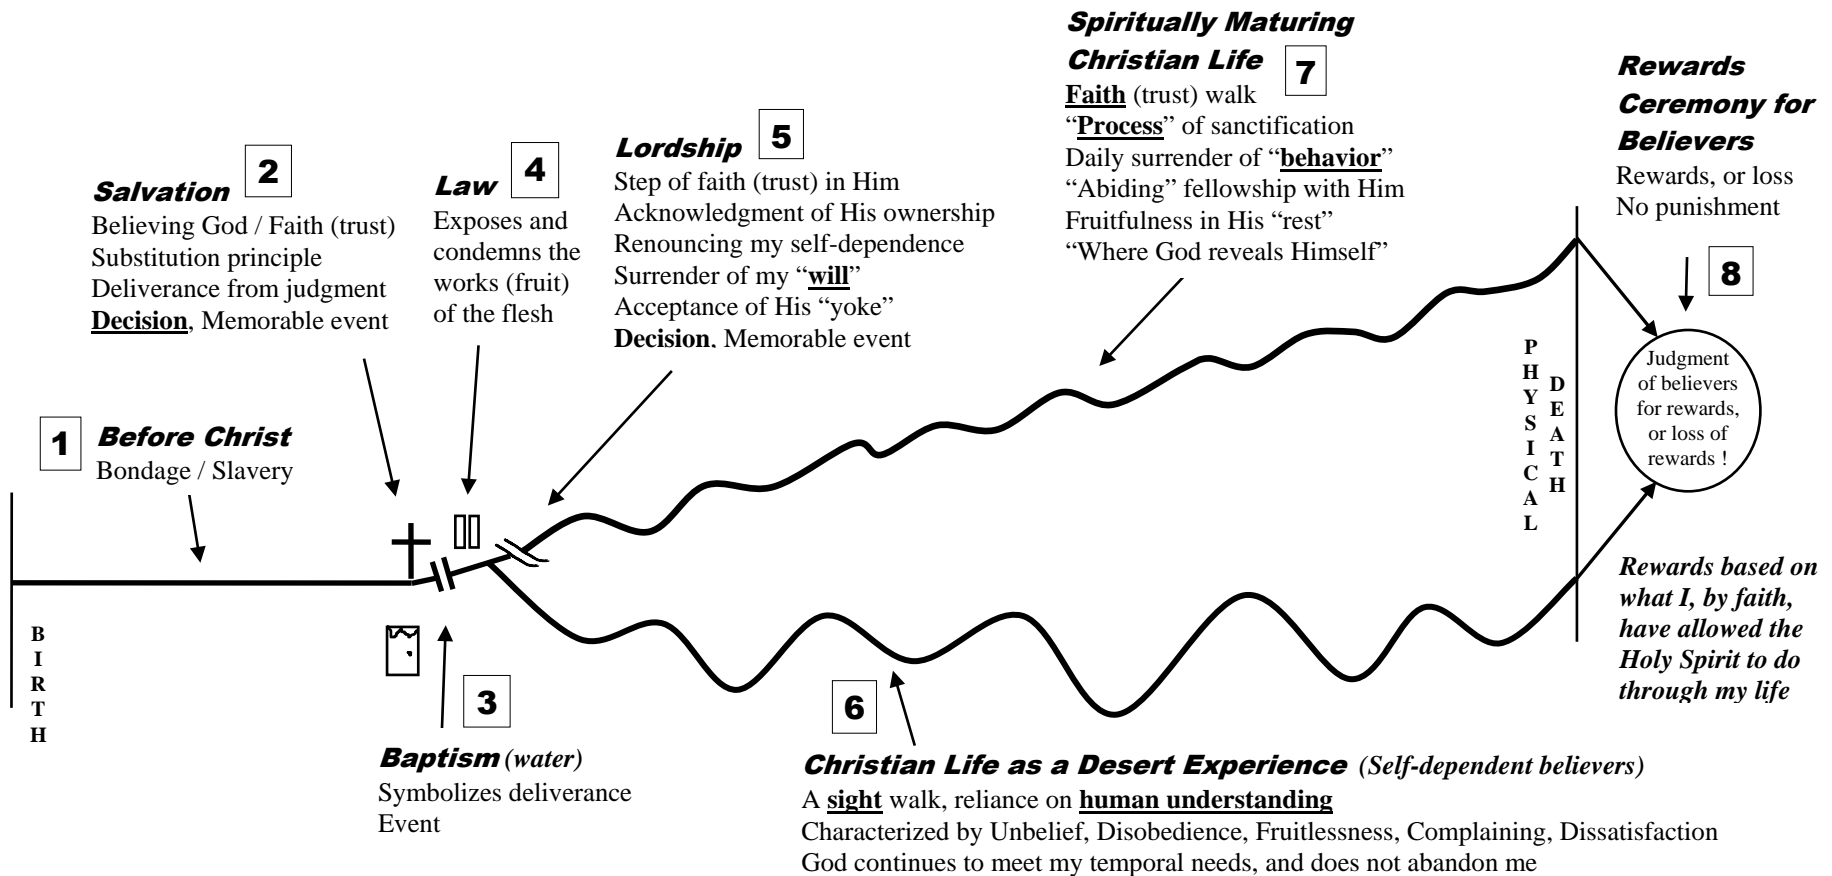 1
Before Christ
Bondage / Slavery
B
I
R
T
H
2
Salvation
Believing God / Faith (trust)
Substitution principle
Deliverance from judgment
Decision, Memorable event
3
Baptism (water)
Symbolizes deliverance
Event
4
Law
Exposes and
condemns the
works (fruit)
of the flesh
5
Lordship
Step of faith (trust) in Him
Acknowledgment of His ownership
Renouncing my self-dependence
Surrender of my “will”
Acceptance of His “yoke”
Decision, Memorable event
6
Christian Life as a Desert Experience (Self-dependent believers)
A sight walk, reliance on human understanding
Characterized by Unbelief, Disobedience, Fruitlessness, Complaining, Dissatisfaction
God continues to meet my temporal needs, and does not abandon me
Spiritually Maturing
Christian Life
7
Faith (trust) walk
“Process” of sanctification
Daily surrender of “behavior”
“Abiding” fellowship with Him
Fruitfulness in His “rest”
“Where God reveals Himself”
P
H
Y
S
I
C
A
L
D
E
A
T
H
Rewards
Ceremony for
Believers
Rewards, or loss
No punishment
8
Judgment
of believers
for rewards,
or loss of
rewards !
Rewards based on
what I, by faith,
have allowed the
Holy Spirit to do
through my life